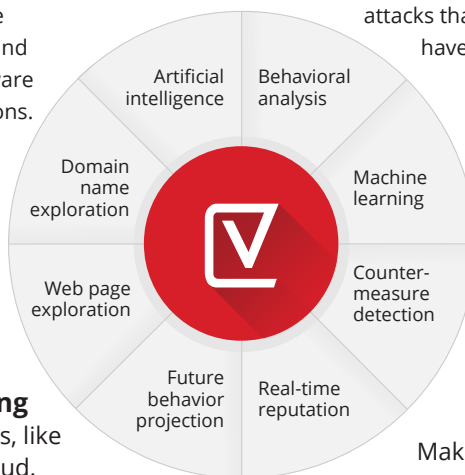 attacks tha
have
nd
are
ons.
Artificial
intelligence
Behavioral
analysis
Domain
name
exploration
Machine
learning
Web page
exploration
Counter-
measure
detection
Future
behavior
projection
Real-time
reputation
ng
s, like
ud.
Mak